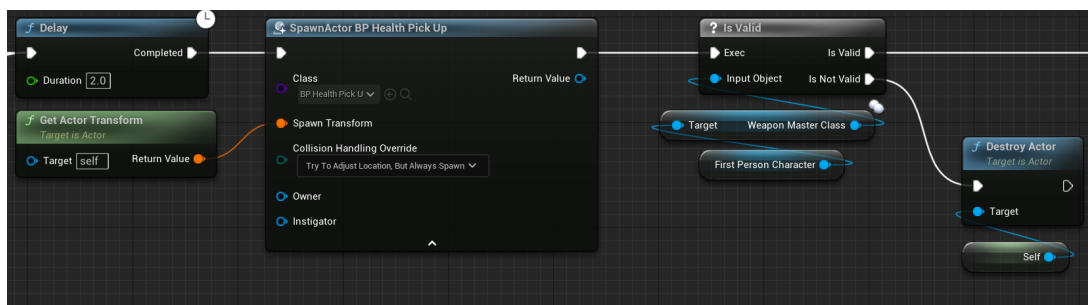 f Delay
Completed
Duration 2.0
f Get Actor Transform
Target is Actor
Target self Return Value
SpawnActor BP Health Pick Up
Class
BP Health Pick U
Return Value
Spawn Transform
Collision Handling Override
Try To Adjust Location, But Always Spawn
Owner
Instigator
? Is Valid
Exec Is Valid
Input Object Is Not Valid
Target Weapon Master Class
First Person Character
f Destroy Actor
Target is Actor
Target
Self